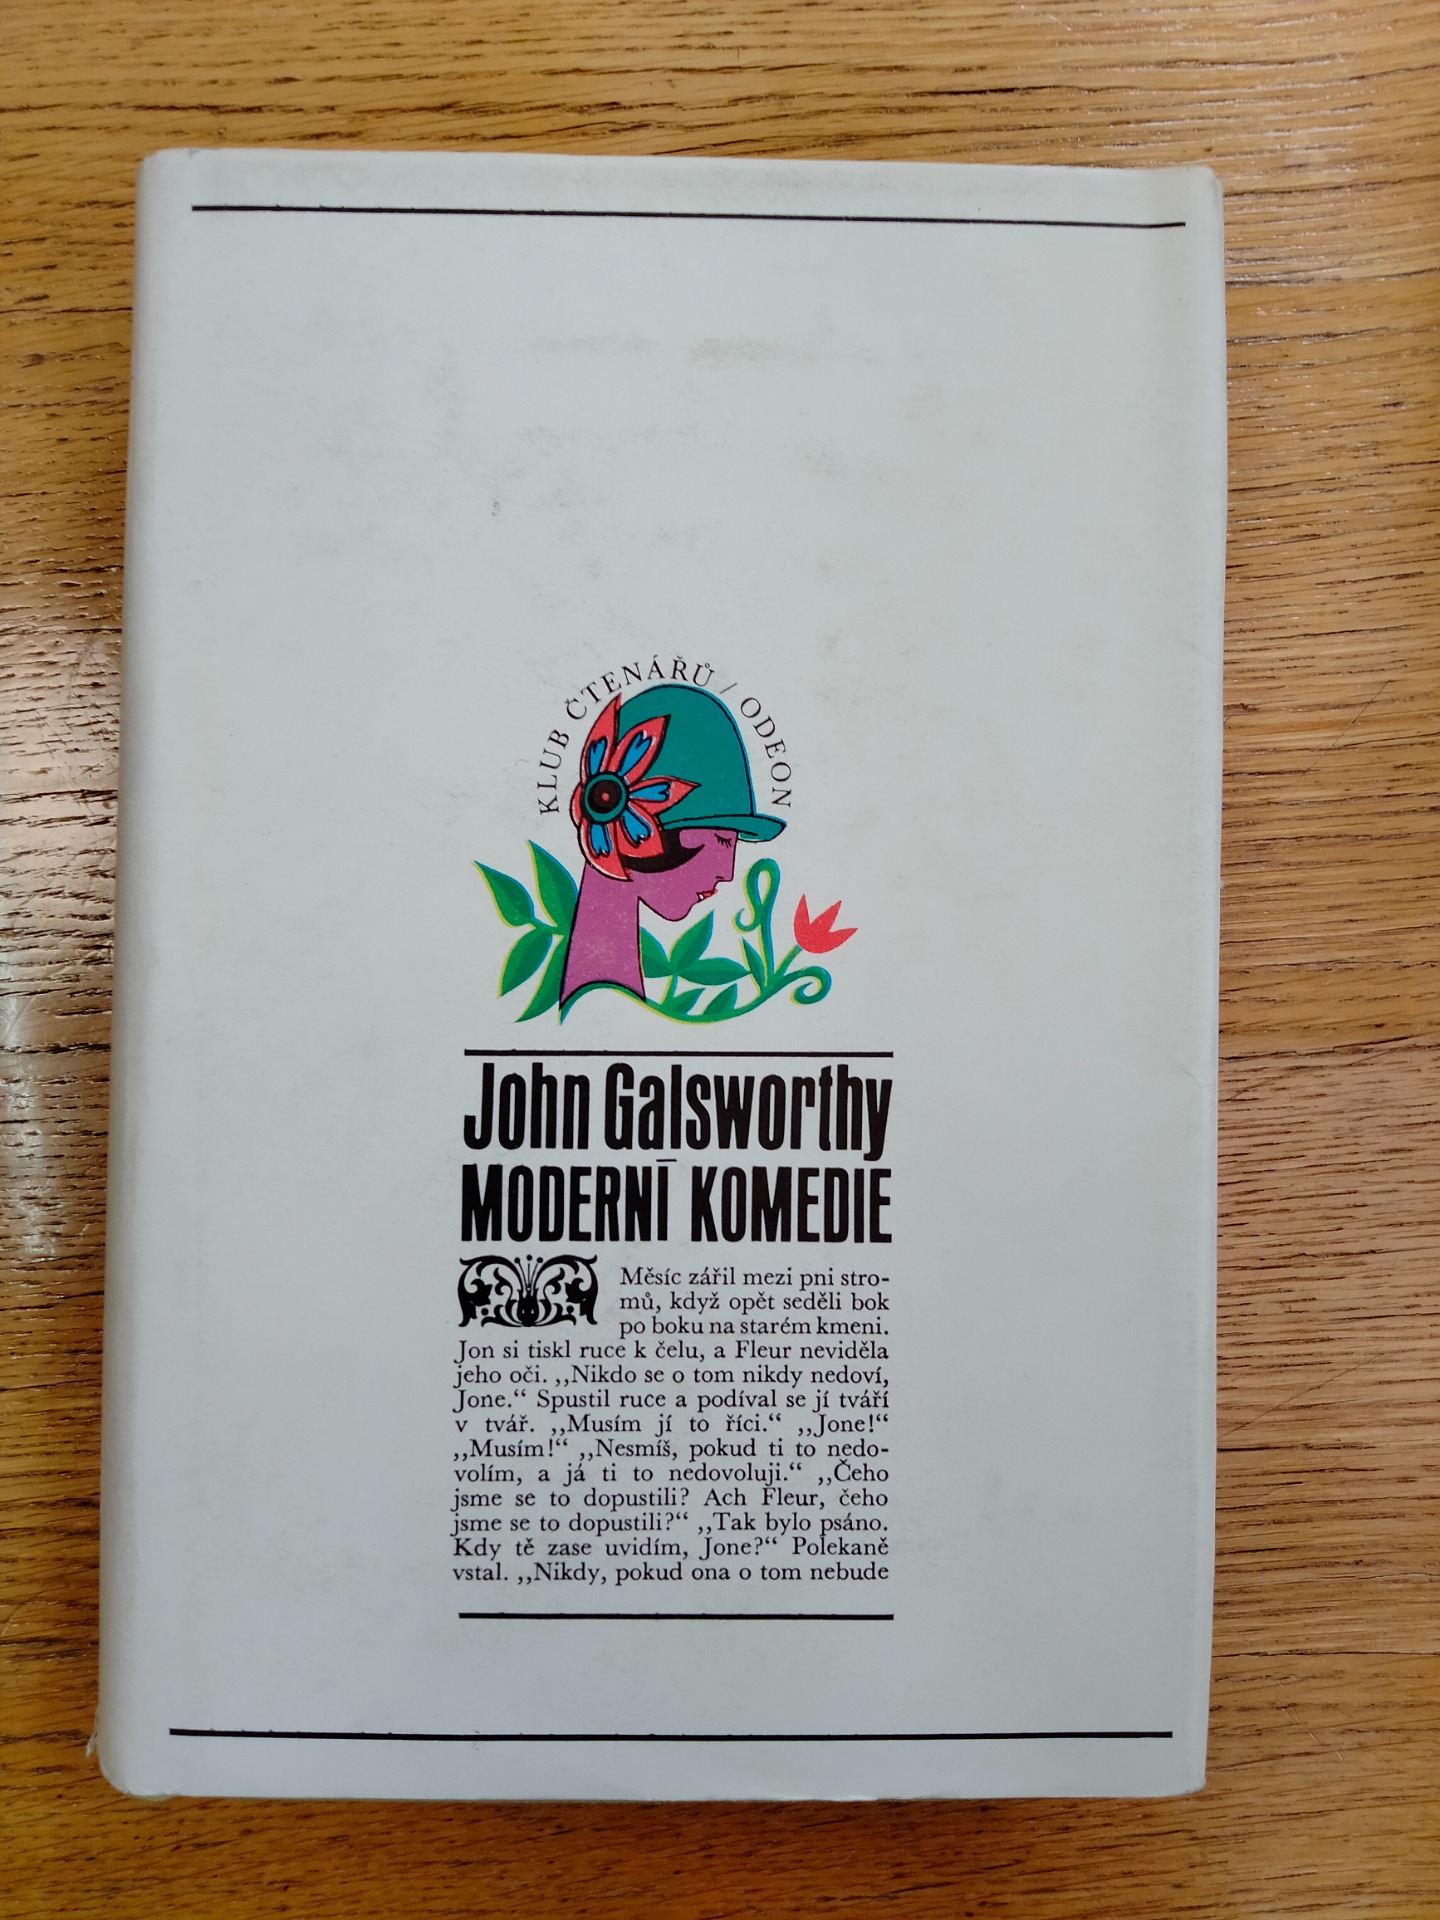 KLUB ČTENÁŘŮ / ODEON
John Galsworthy
MODERNÍ KOMEDIE
Měsíc zářil mezi pni stro-
mů, když opět seděli bok
po boku na starém kmeni.
Jon si tiskl ruce k čelu, a Fleur neviděla
jeho oči. ,,Nikdo se o tom nikdy nedoví,
Jone.“ Spustil ruce a podíval se jí tváří
v tvář. ,,Musím jí to říci.“ ,,Jone!“
,,Musím!“ ,,Nesmíš, pokud ti to nedo-
volím, a já ti to nedovoluji.“ ,,Čeho
jsme se to dopustili? Ach Fleur, čeho
jsme se to dopustili?“ ,,Tak bylo psáno.
Kdy tě zase uvidím, Jone?“ Polekaně
vstal. ,,Nikdy, pokud ona o tom nebude